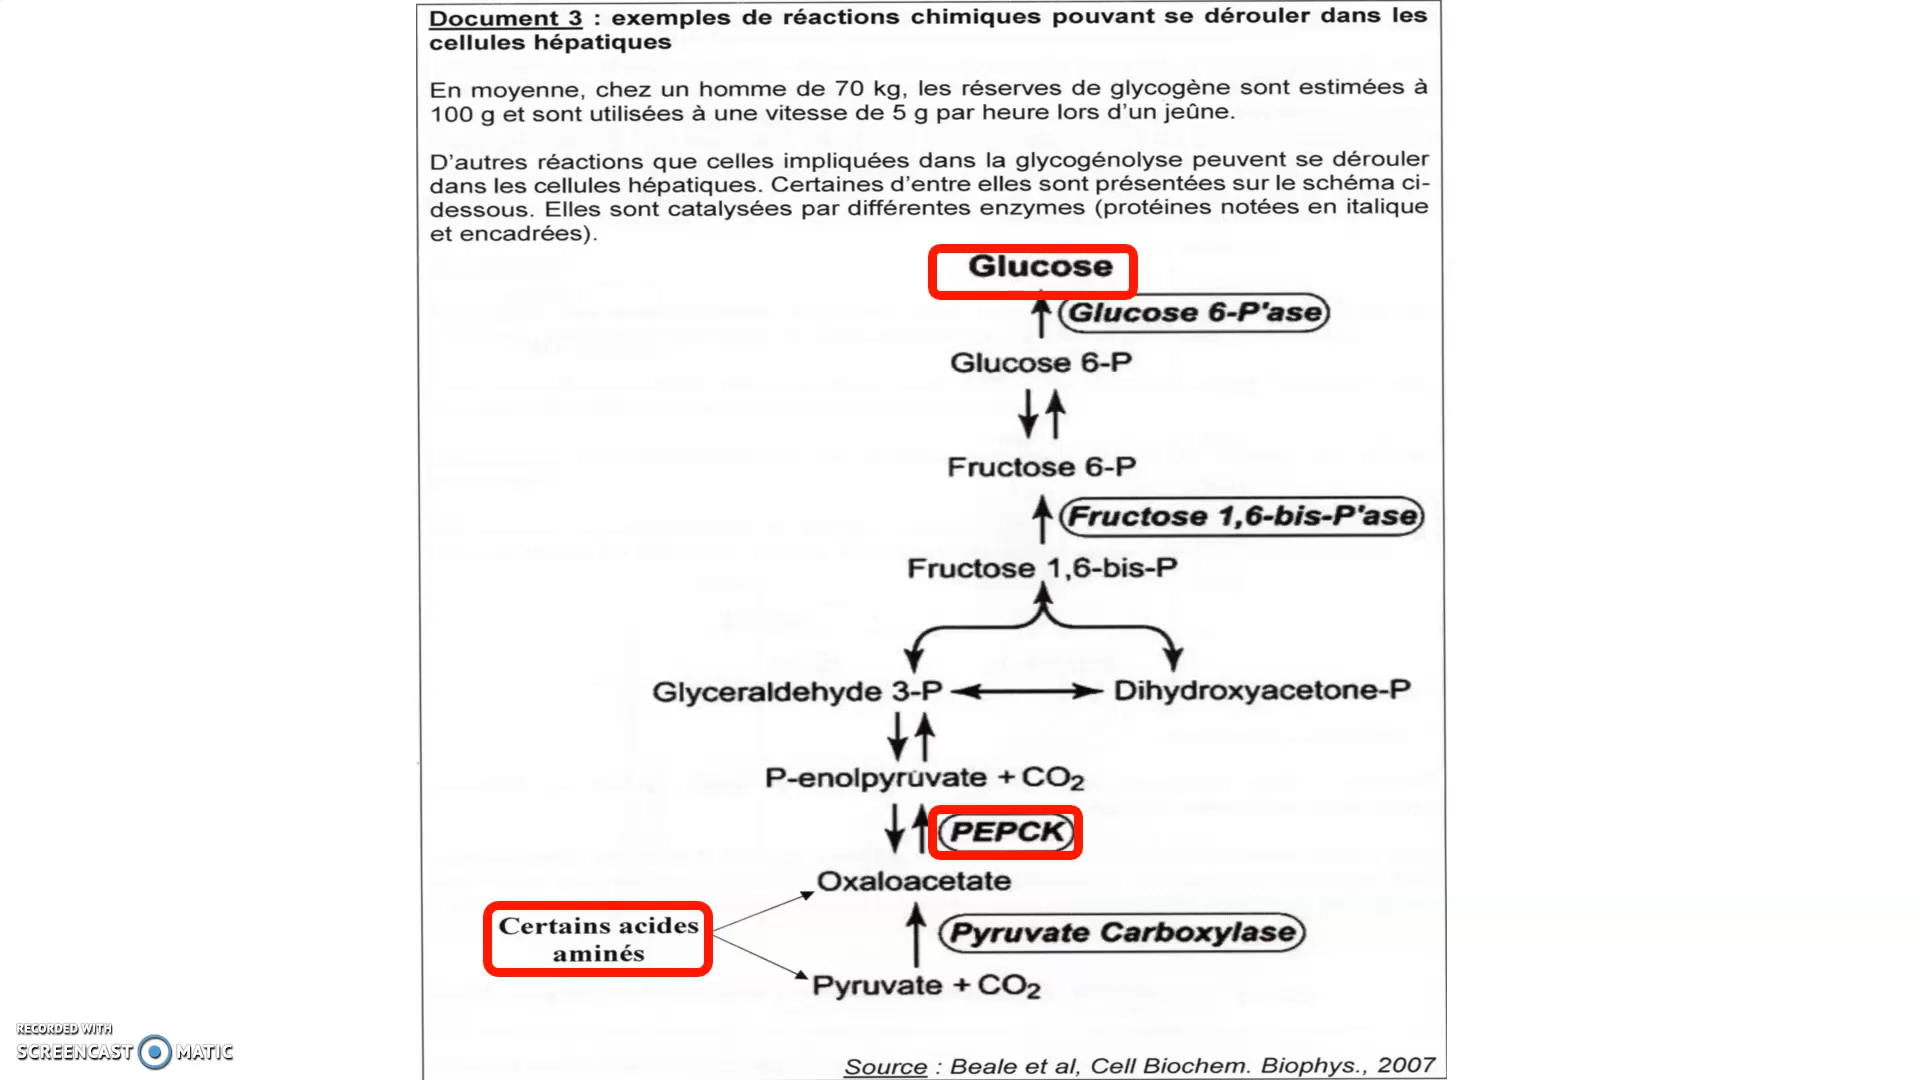 Document 3 : exemples de réactions chimiques pouvant se dérouler dans les
cellules hépatiques
En moyenne, chez un homme de 70 kg, les réserves de glycogène sont estimées à
100 g et sont utilisées à une vitesse de 5 g par heure lors d'un jeûne.
D'autres réactions que celles impliquées dans la glycogénolyse peuvent se dérouler
dans les cellules hépatiques. Certaines d'entre elles sont présentées sur le schéma ci-
dessous. Elles sont catalysées par différentes enzymes (protéines notées en italique
et encadrées).
Glucose
Glucose 6-P'ase
Glucose 6-P
Fructose 6-P
Fructose 1,6-bis-P'ase
Fructose 1,6-bis-P
Glyceraldehyde 3-P
Dihydroxyacetone-P
P-enolpyruvate + CO2
PEPCK
Oxaloacetate
Certains acides
aminés
Pyruvate Carboxylase
Pyruvate + CO2
RECORDED WITH
SCREENCAST MATIC
Source : Beale et al, Cell Biochem. Biophys., 2007